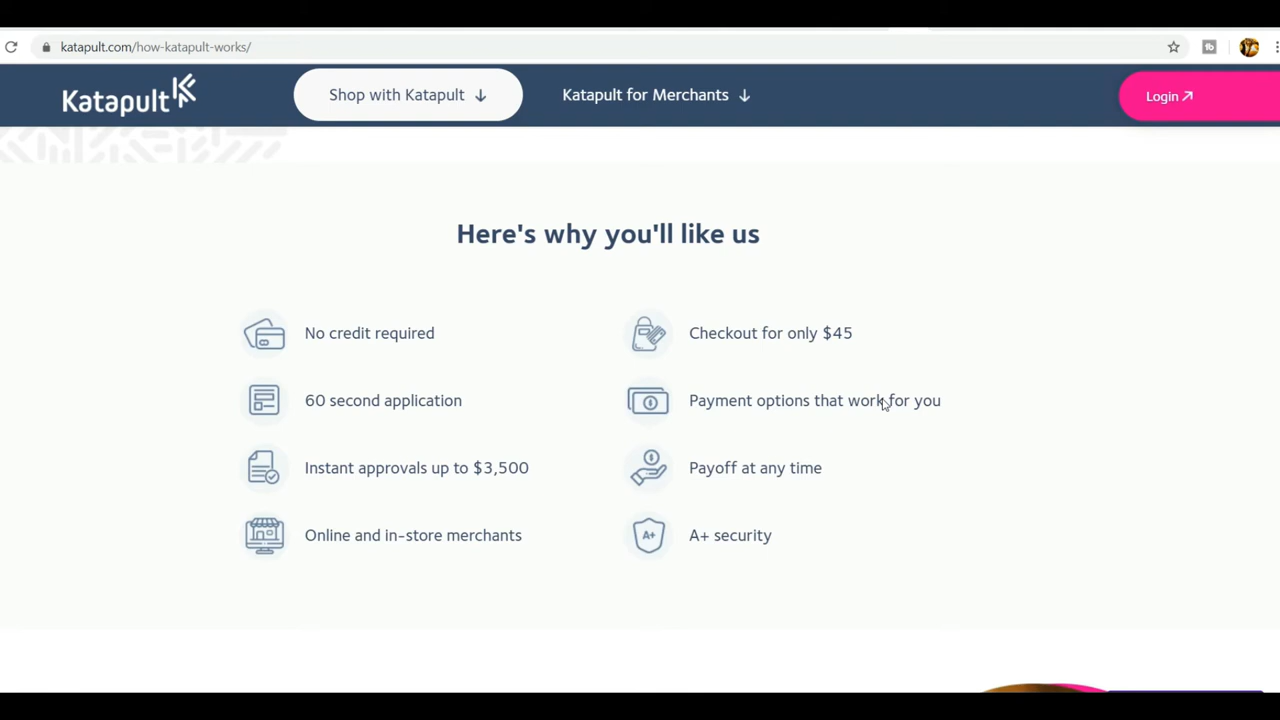 katapult.com/how-katapult-works/
Katapult
Shop with Katapult ↓
Katapult for Merchants ↓
Login ↗
Here's why you'll like us
No credit required
Checkout for only $45
60 second application
Payment options that work for you
Instant approvals up to $3,500
Payoff at any time
Online and in-store merchants
A+
A+ security